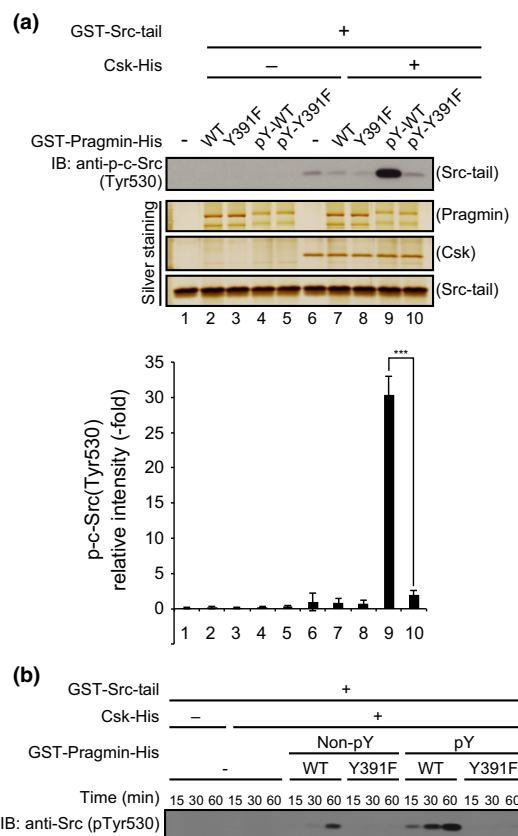 (a)
GST-Src-tail +
Csk-His – +
GST-Pragmin-His - WT Y391F pY-WT pY-Y391F - WT Y391F pY-WT pY-Y391F
IB: anti-p-c-Src
(Tyr530)
(Src-tail)
Silver staining
(Pragmin)
(Csk)
(Src-tail)
1 2 3 4 5 6 7 8 9 10
p-c-Src(Tyr530)
relative intensity (-fold)
35
30
25
20
15
10
5
0
***
1 2 3 4 5 6 7 8 9 10
(b)
GST-Src-tail +
Csk-His – +
Non-pY pY
GST-Pragmin-His - WT Y391F WT Y391F
Time (min) 15 30 60 15 30 60 15 30 60 15 30 60 15 30 60 15 30 60
IB: anti-Src (pTyr530)